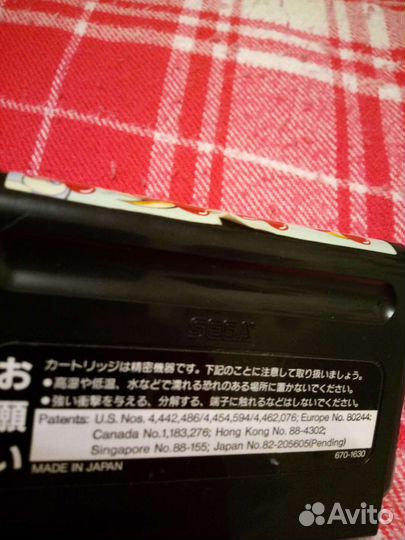 SEGA
お願い
カートリッジは精密機器です。下記のことに注意して取り扱いましょう。
●高湿や低温、水などで濡れる恐れのある場所に置かないでください。
●強い衝撃を与える、分解する、端子に触れるなどはしないでください。
Patents: U.S. Nos. 4,442,486/4,454,594/4,462,076; Europe No. 80244;
Canada No.1,183,276; Hong Kong No. 88-4302;
Singapore No. 88-155; Japan No.82-205605(Pending)
MADE IN JAPAN
670-1630
Avito